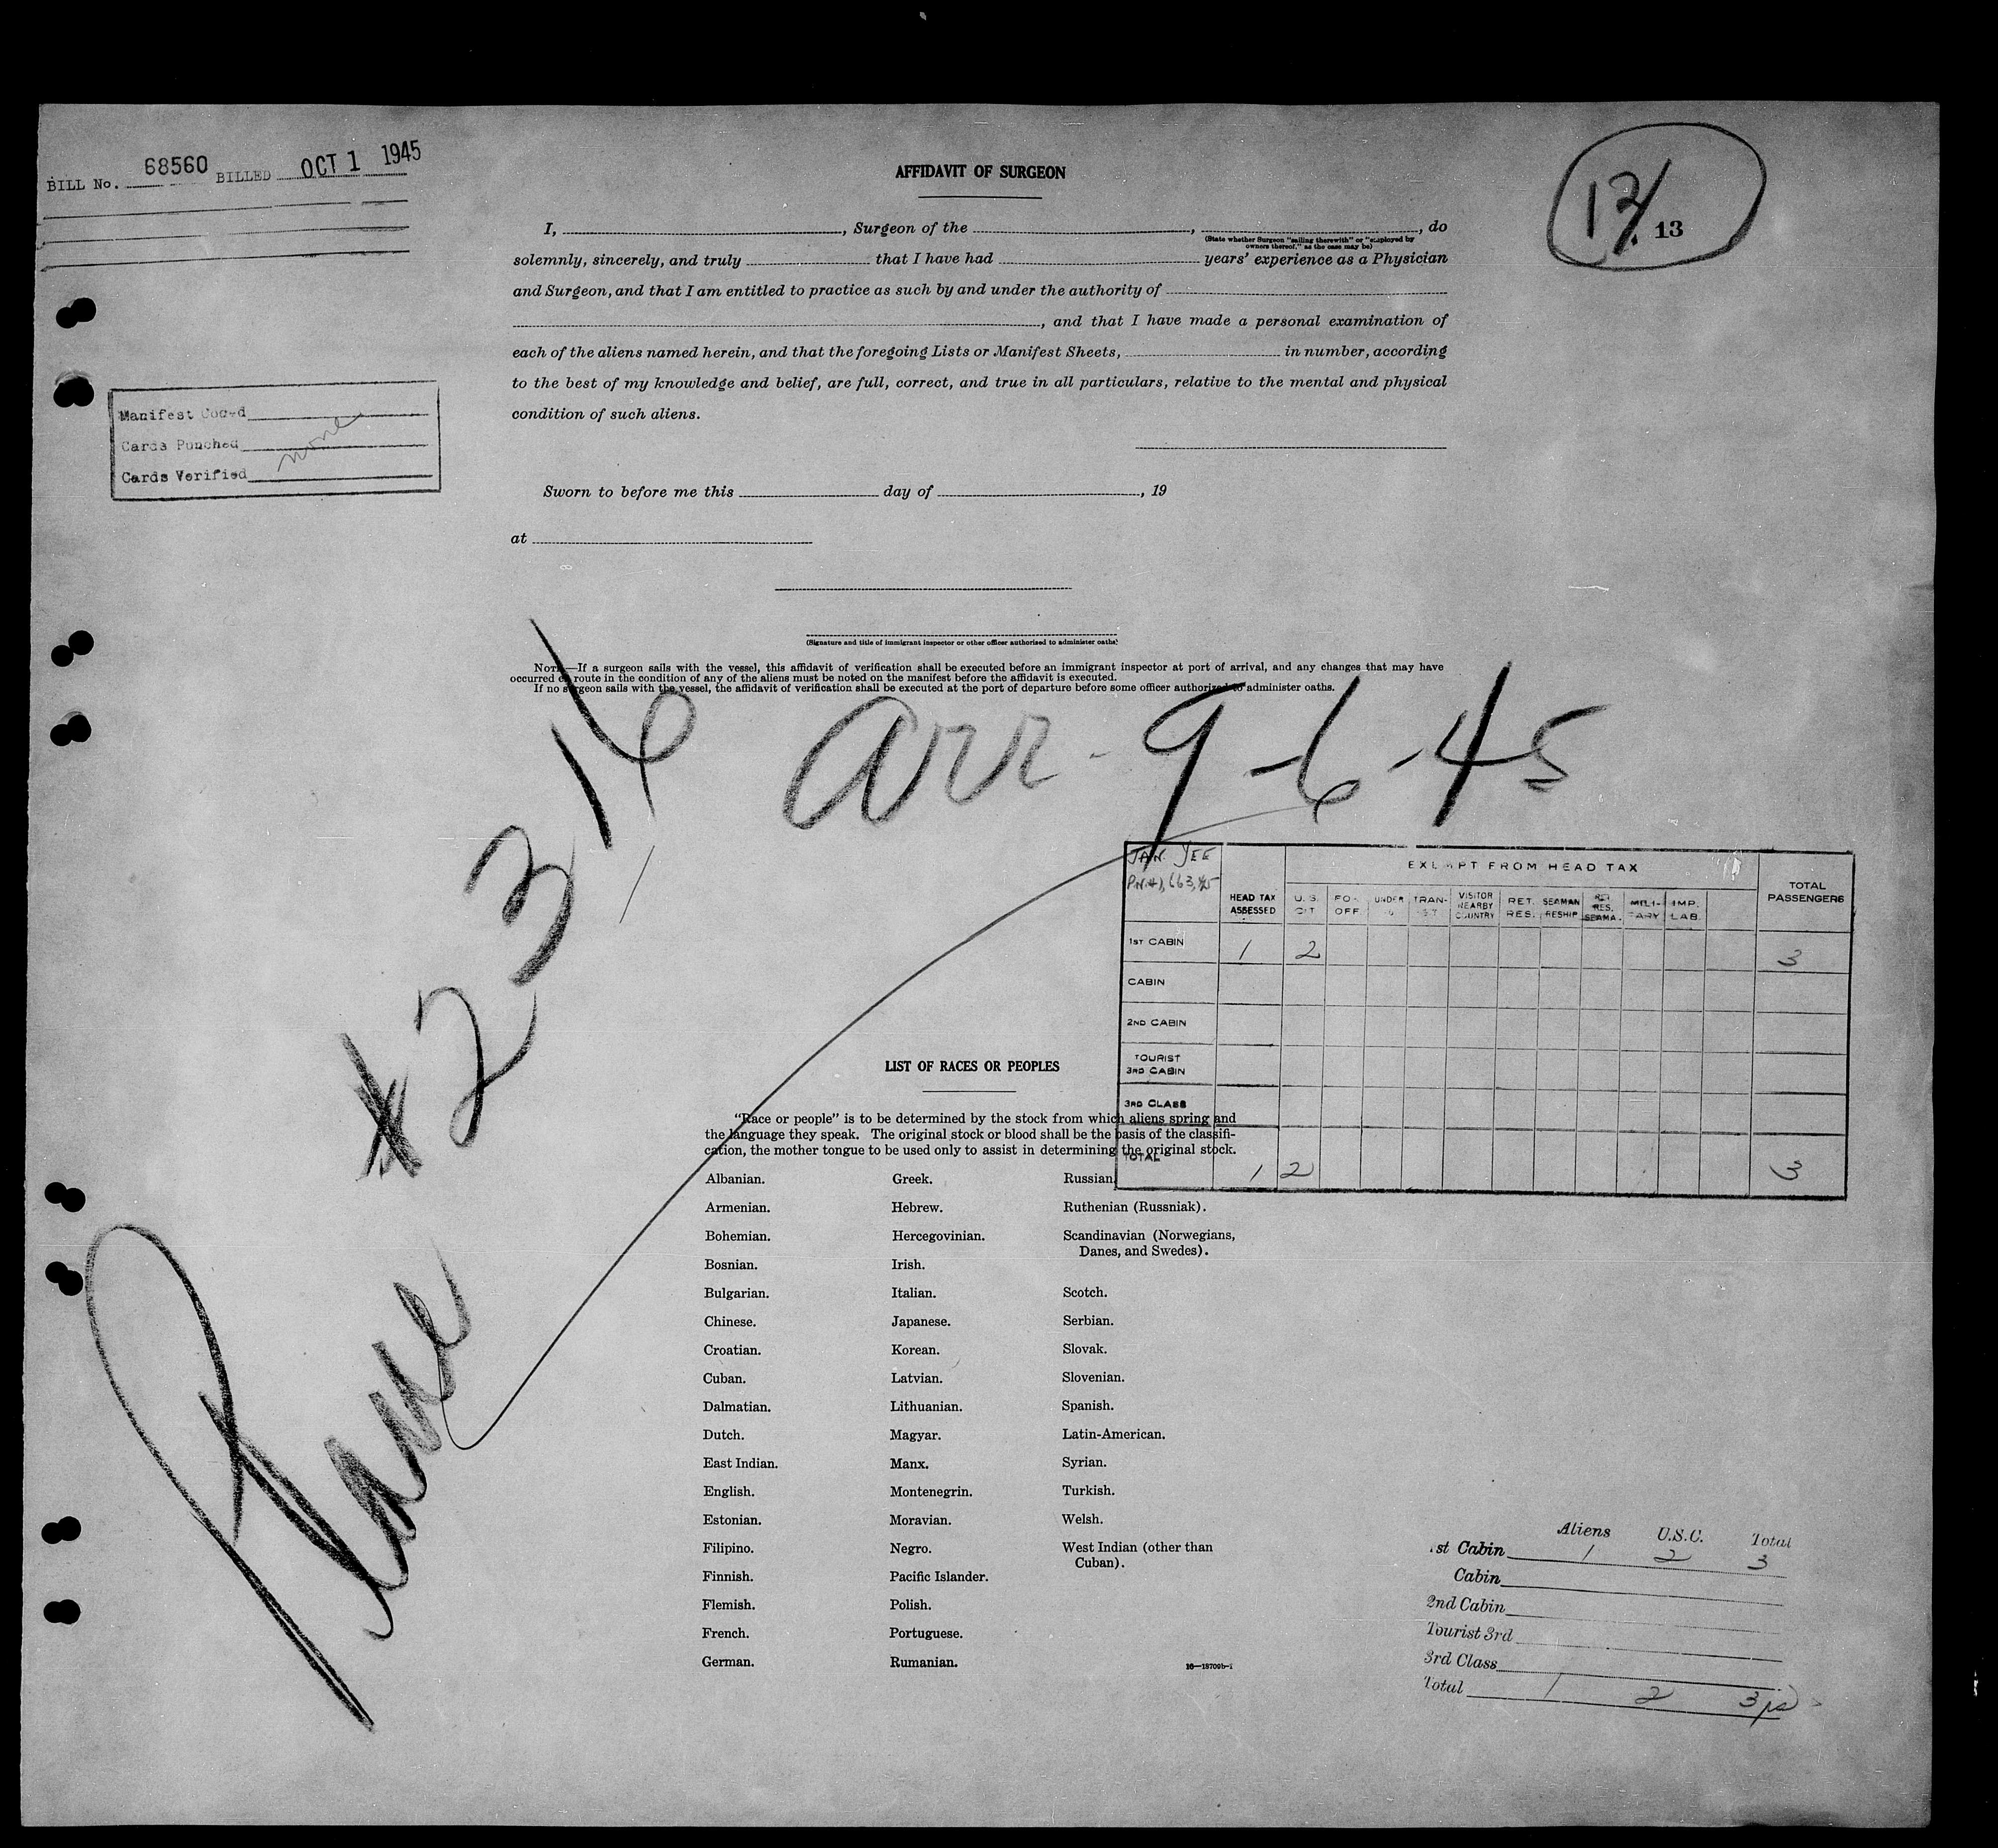 BILL No. 68560 BILLED OCT 1 1945
AFFIDAVIT OF SURGEON
13
I, , Surgeon of the , , do
(State whether Surgeon "sailing therewith" or "employed by owners thereof," as the case may be)
solemnly, sincerely, and truly that I have had years' experience as a Physician
and Surgeon, and that I am entitled to practice as such by and under the authority of
, and that I have made a personal examination of
each of the aliens named herein, and that the foregoing Lists or Manifest Sheets, in number, according
to the best of my knowledge and belief, are full, correct, and true in all particulars, relative to the mental and physical
condition of such aliens.
Manifest Coded
Cards Punched none
Cards Verified
Sworn to before me this day of , 19
at
(Signature and title of immigrant inspector or other officer authorized to administer oaths)
NOTE.—If a surgeon sails with the vessel, this affidavit of verification shall be executed before an immigrant inspector at port of arrival, and any changes that may have
occurred en route in the condition of any of the aliens must be noted on the manifest before the affidavit is executed.
If no surgeon sails with the vessel, the affidavit of verification shall be executed at the port of departure before some officer authorized to administer oaths.
arr - 9-6-45
Plane #2316
EXEMPT FROM HEAD TAX
HEAD TAX ASSESSED U.S. CIT FO- OFF UNDER TRAN- VISITOR NEARBY COUNTRY RET. RES. SEAMAN RESHIP RES. SEAMA. MILI- TARY IMP. LAB. TOTAL PASSENGERS
1ST CABIN 1 2 3
CABIN
2ND CABIN
TOURIST 3RD CABIN
3RD CLASS
TOTAL 1 2 3
LIST OF RACES OR PEOPLES
"Race or people" is to be determined by the stock from which aliens spring and
the language they speak. The original stock or blood shall be the basis of the classifi-
cation, the mother tongue to be used only to assist in determining the original stock.
Albanian.
Armenian.
Bohemian.
Bosnian.
Bulgarian.
Chinese.
Croatian.
Cuban.
Dalmatian.
Dutch.
East Indian.
English.
Estonian.
Filipino.
Finnish.
Flemish.
French.
German.
Greek.
Hebrew.
Hercegovinian.
Irish.
Italian.
Japanese.
Korean.
Latvian.
Lithuanian.
Magyar.
Manx.
Montenegrin.
Moravian.
Negro.
Pacific Islander.
Polish.
Portuguese.
Rumanian.
Russian.
Ruthenian (Russniak).
Scandinavian (Norwegians,
Danes, and Swedes).
Scotch.
Serbian.
Slovak.
Slovenian.
Spanish.
Latin-American.
Syrian.
Turkish.
Welsh.
West Indian (other than
Cuban).
Aliens U.S.C. Total
1st Cabin 1 2 3
Cabin
2nd Cabin
Tourist 3rd
3rd Class
Total 1 2 3